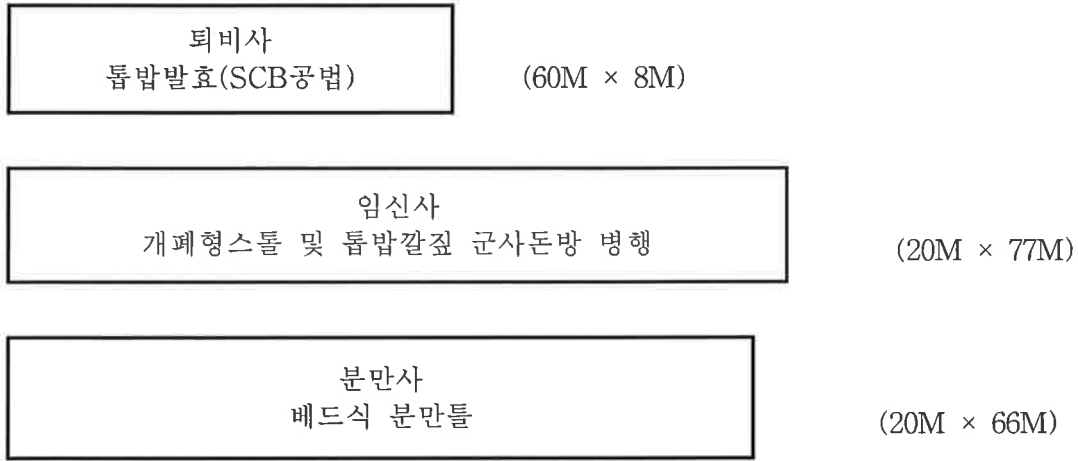 퇴비사
톱밥발효(SCB공법)
(60M × 8M)
임신사
개폐형스톨 및 톱밥깔짚 군사돈방 병행
(20M × 77M)
분만사
베드식 분만틀
(20M × 66M)